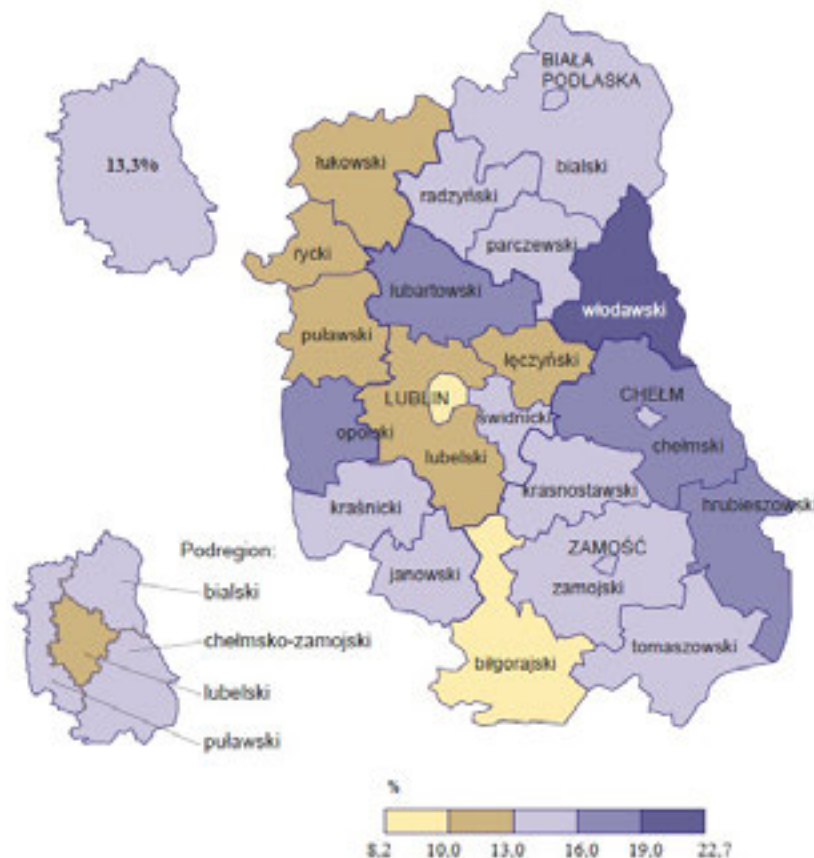 BIAŁA
PODLASKA
13,3%
łukowski
bialski
radzyński
parczewski
rycki
lubartowski
włodawski
puławski
łęczyński
LUBLIN
CHEŁM
świdnicki
opolski
chełmski
lubelski
krasnostawski
hrubieszowski
kraśnicki
ZAMOŚĆ
Podregion:
janowski
zamojski
bialski
chełmsko-zamojski
tomaszowski
biłgorajski
lubelski
puławski
%
8,2 10,0 13,0 16,0 19,0 22,7